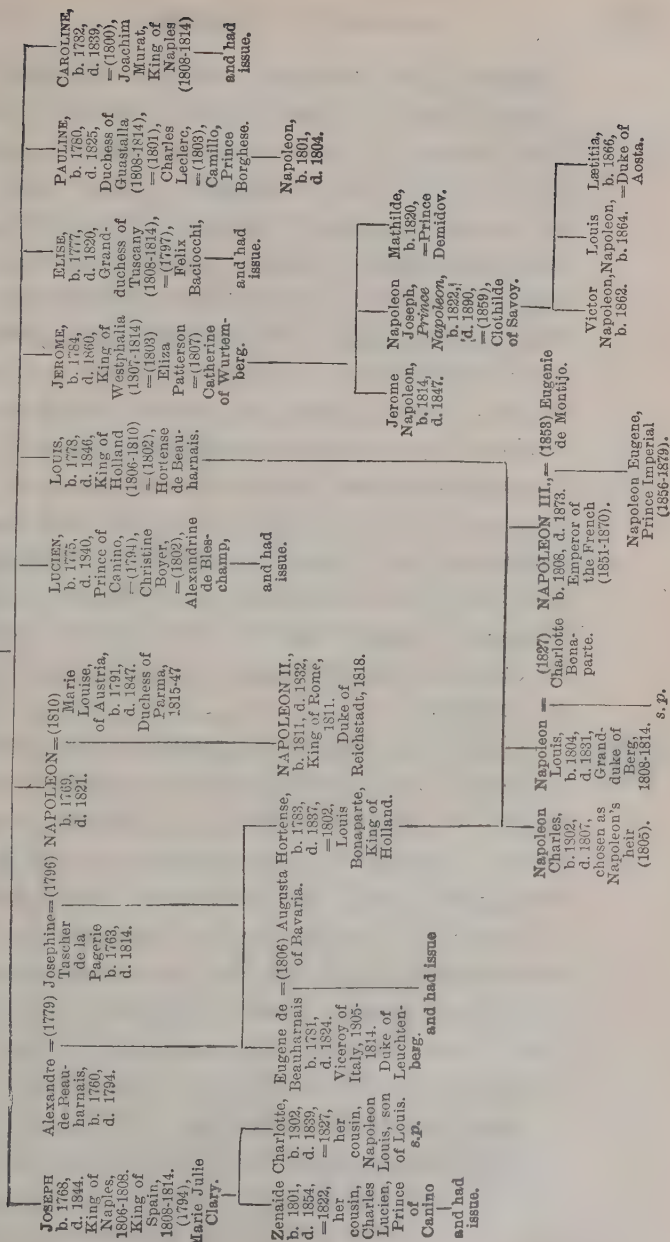 JOSEPH
b. 1768,
d. 1844.
King of
Naples,
1806-1808.
King of
Spain,
1808-1814.
(1794),
Marie Julie
Clary.
Alexandre = (1779) Josephine = (1796) NAPOLEON = (1810)
de Beau-
harnais,
b. 1760,
d. 1794.
Tascher
de la
Pagerie
b. 1763,
d. 1814.
b. 1769,
d. 1821.
Marie
Louise,
of Austria,
b. 1791,
d. 1847.
Duchess of
Parma,
1815-47
LUCIEN,
b. 1775,
d. 1840,
Prince of
Canino,
=(1794),
Christine
Boyer,
=(1802),
Alexandrine
de Bles-
champ,
and had
issue.
LOUIS,
b. 1778,
d. 1846,
King of
Holland
(1806-1810)
=(1802),
Hortense
de Beau-
harnais.
JEROME,
b. 1784,
d. 1860,
King of
Westphalia
(1807-1814)
=(1803)
Eliza
Patterson
=(1807)
Catherine
of Wurtem-
berg.
ELISE,
b. 1777,
d. 1820,
Grand-
duchess of
Tuscany
(1808-1814),
=(1797),
Felix
Baciocchi,
and had
issue.
PAULINE,
b. 1780,
d. 1825,
Duchess of
Guastalla
(1808-1814),
=(1801),
Charles
Leclerc,
=(1803),
Camillo,
Prince
Borghese.
Napoleon,
b. 1801,
d. 1804.
CAROLINE,
b. 1782,
d. 1839,
=(1800),
Joachim
Murat,
King of
Naples
(1808-1814)
and had
issue.
Zenaide
b. 1801,
d. 1854,
=1822,
her
cousin,
Charles
Lucien,
Prince
of
Canino
and had
issue.
Charlotte,
b. 1802,
d. 1839,
=1827,
her
cousin,
Napoleon
Louis, son
of Louis.
s.p.
Eugene de = (1806) Augusta
Beauharnais
b. 1781,
d. 1824.
Viceroy of
Italy, 1805-
1814.
Duke of
Leuchten-
berg.
of Bavaria.
and had issue
Hortense,
b. 1783,
d. 1837,
=1802,
Louis
Bonaparte,
King of
Holland.
NAPOLEON II.,
b. 1811, d. 1832,
King of Rome,
1811.
Duke of
Reichstadt, 1818.
Jerome
Napoleon,
b. 1814,
d. 1847.
Napoleon
Joseph,
Prince
Napoleon,
b. 1822,
d. 1890,
=(1859),
Clothilde
of Savoy.
Mathilde,
b. 1820,
=Prince
Demidov.
Victor
Napoleon,
b. 1862.
Louis
Napoleon,
b. 1864.
Lætitia,
b. 1866,
=Duke of
Aosta.
Napoleon
Charles,
b. 1802,
d. 1807,
chosen as
Napoleon's
heir
(1805).
Napoleon =
Louis,
b. 1804,
d. 1831,
Grand-
duke of
Berg,
1808-1814.
(1827)
Charlotte
Bona-
parte.
s.p.
NAPOLEON III., = (1853) Eugenie
b. 1808, d. 1873.
Emperor of
the French
(1851-1870).
de Montijo.
Napoleon Eugene,
Prince Imperial
(1856-1879).